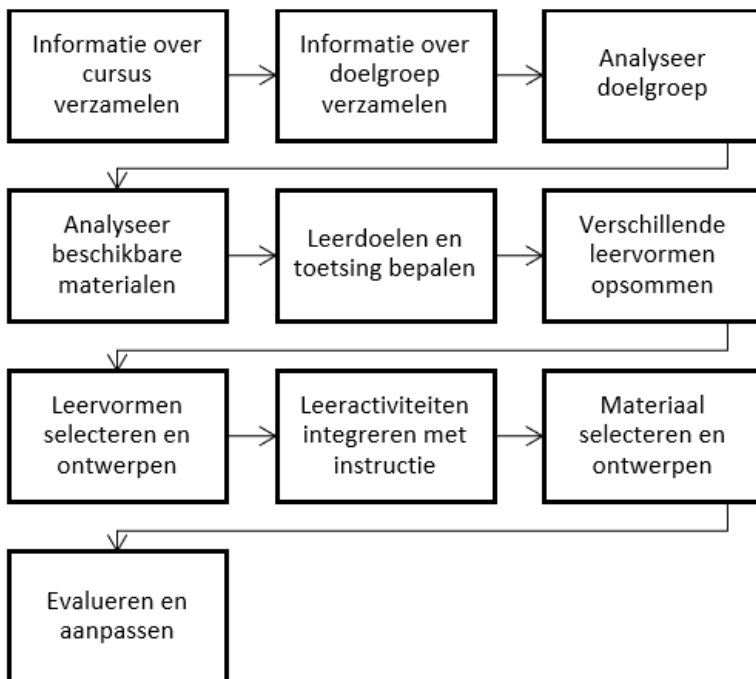 Informatie over
cursus
verzamelen
Informatie over
doelgroep
verzamelen
Analyseer
doelgroep
Analyseer
beschikbare
materialen
Leerdoelen en
toetsing bepalen
Verschillende
leervormen
opsommen
Leervormen
selecteren en
ontwerpen
Leeractiviteiten
integreren met
instructie
Materiaal
selecteren en
ontwerpen
Evalueren en
aanpassen